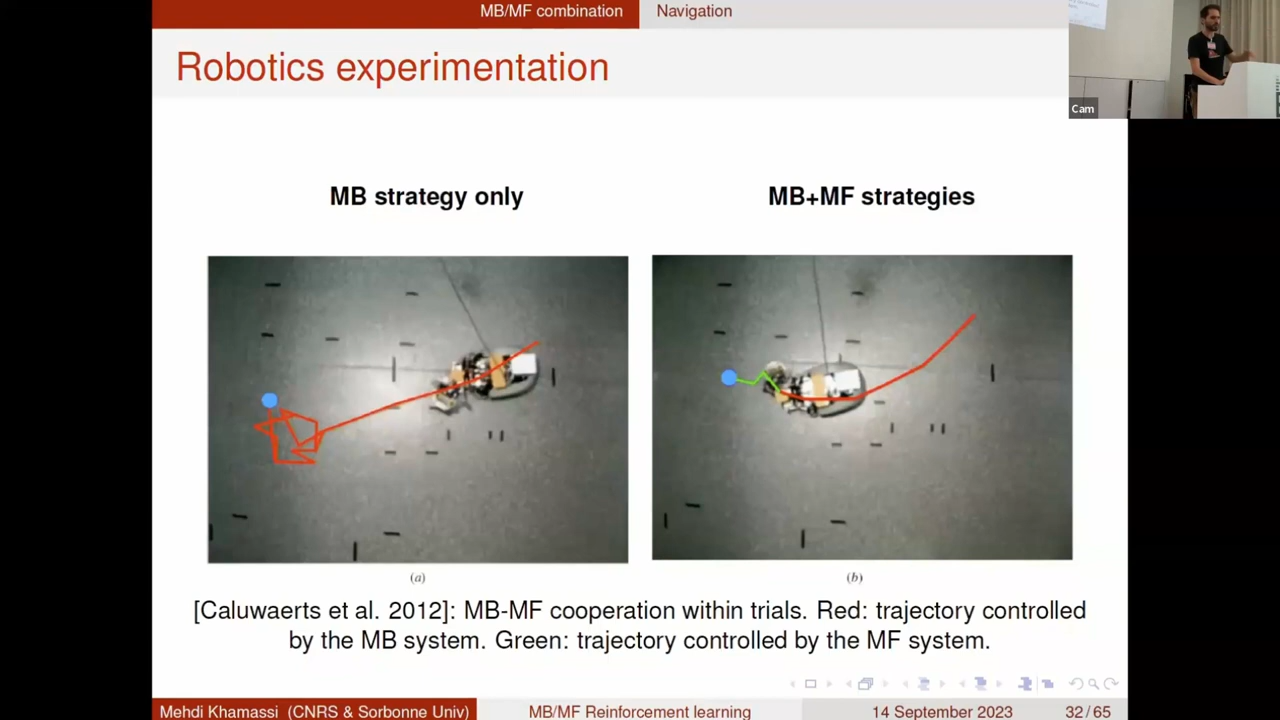 MB/MF combination
Navigation
Robotics experimentation
Cam
MB strategy only
MB+MF strategies
(a)
(b)
[Caluwaerts et al. 2012]: MB-MF cooperation within trials. Red: trajectory controlled
by the MB system. Green: trajectory controlled by the MF system.
Mehdi Khamassi (CNRS & Sorbonne Univ)
MB/MF Reinforcement learning
14 September 2023
32 / 65